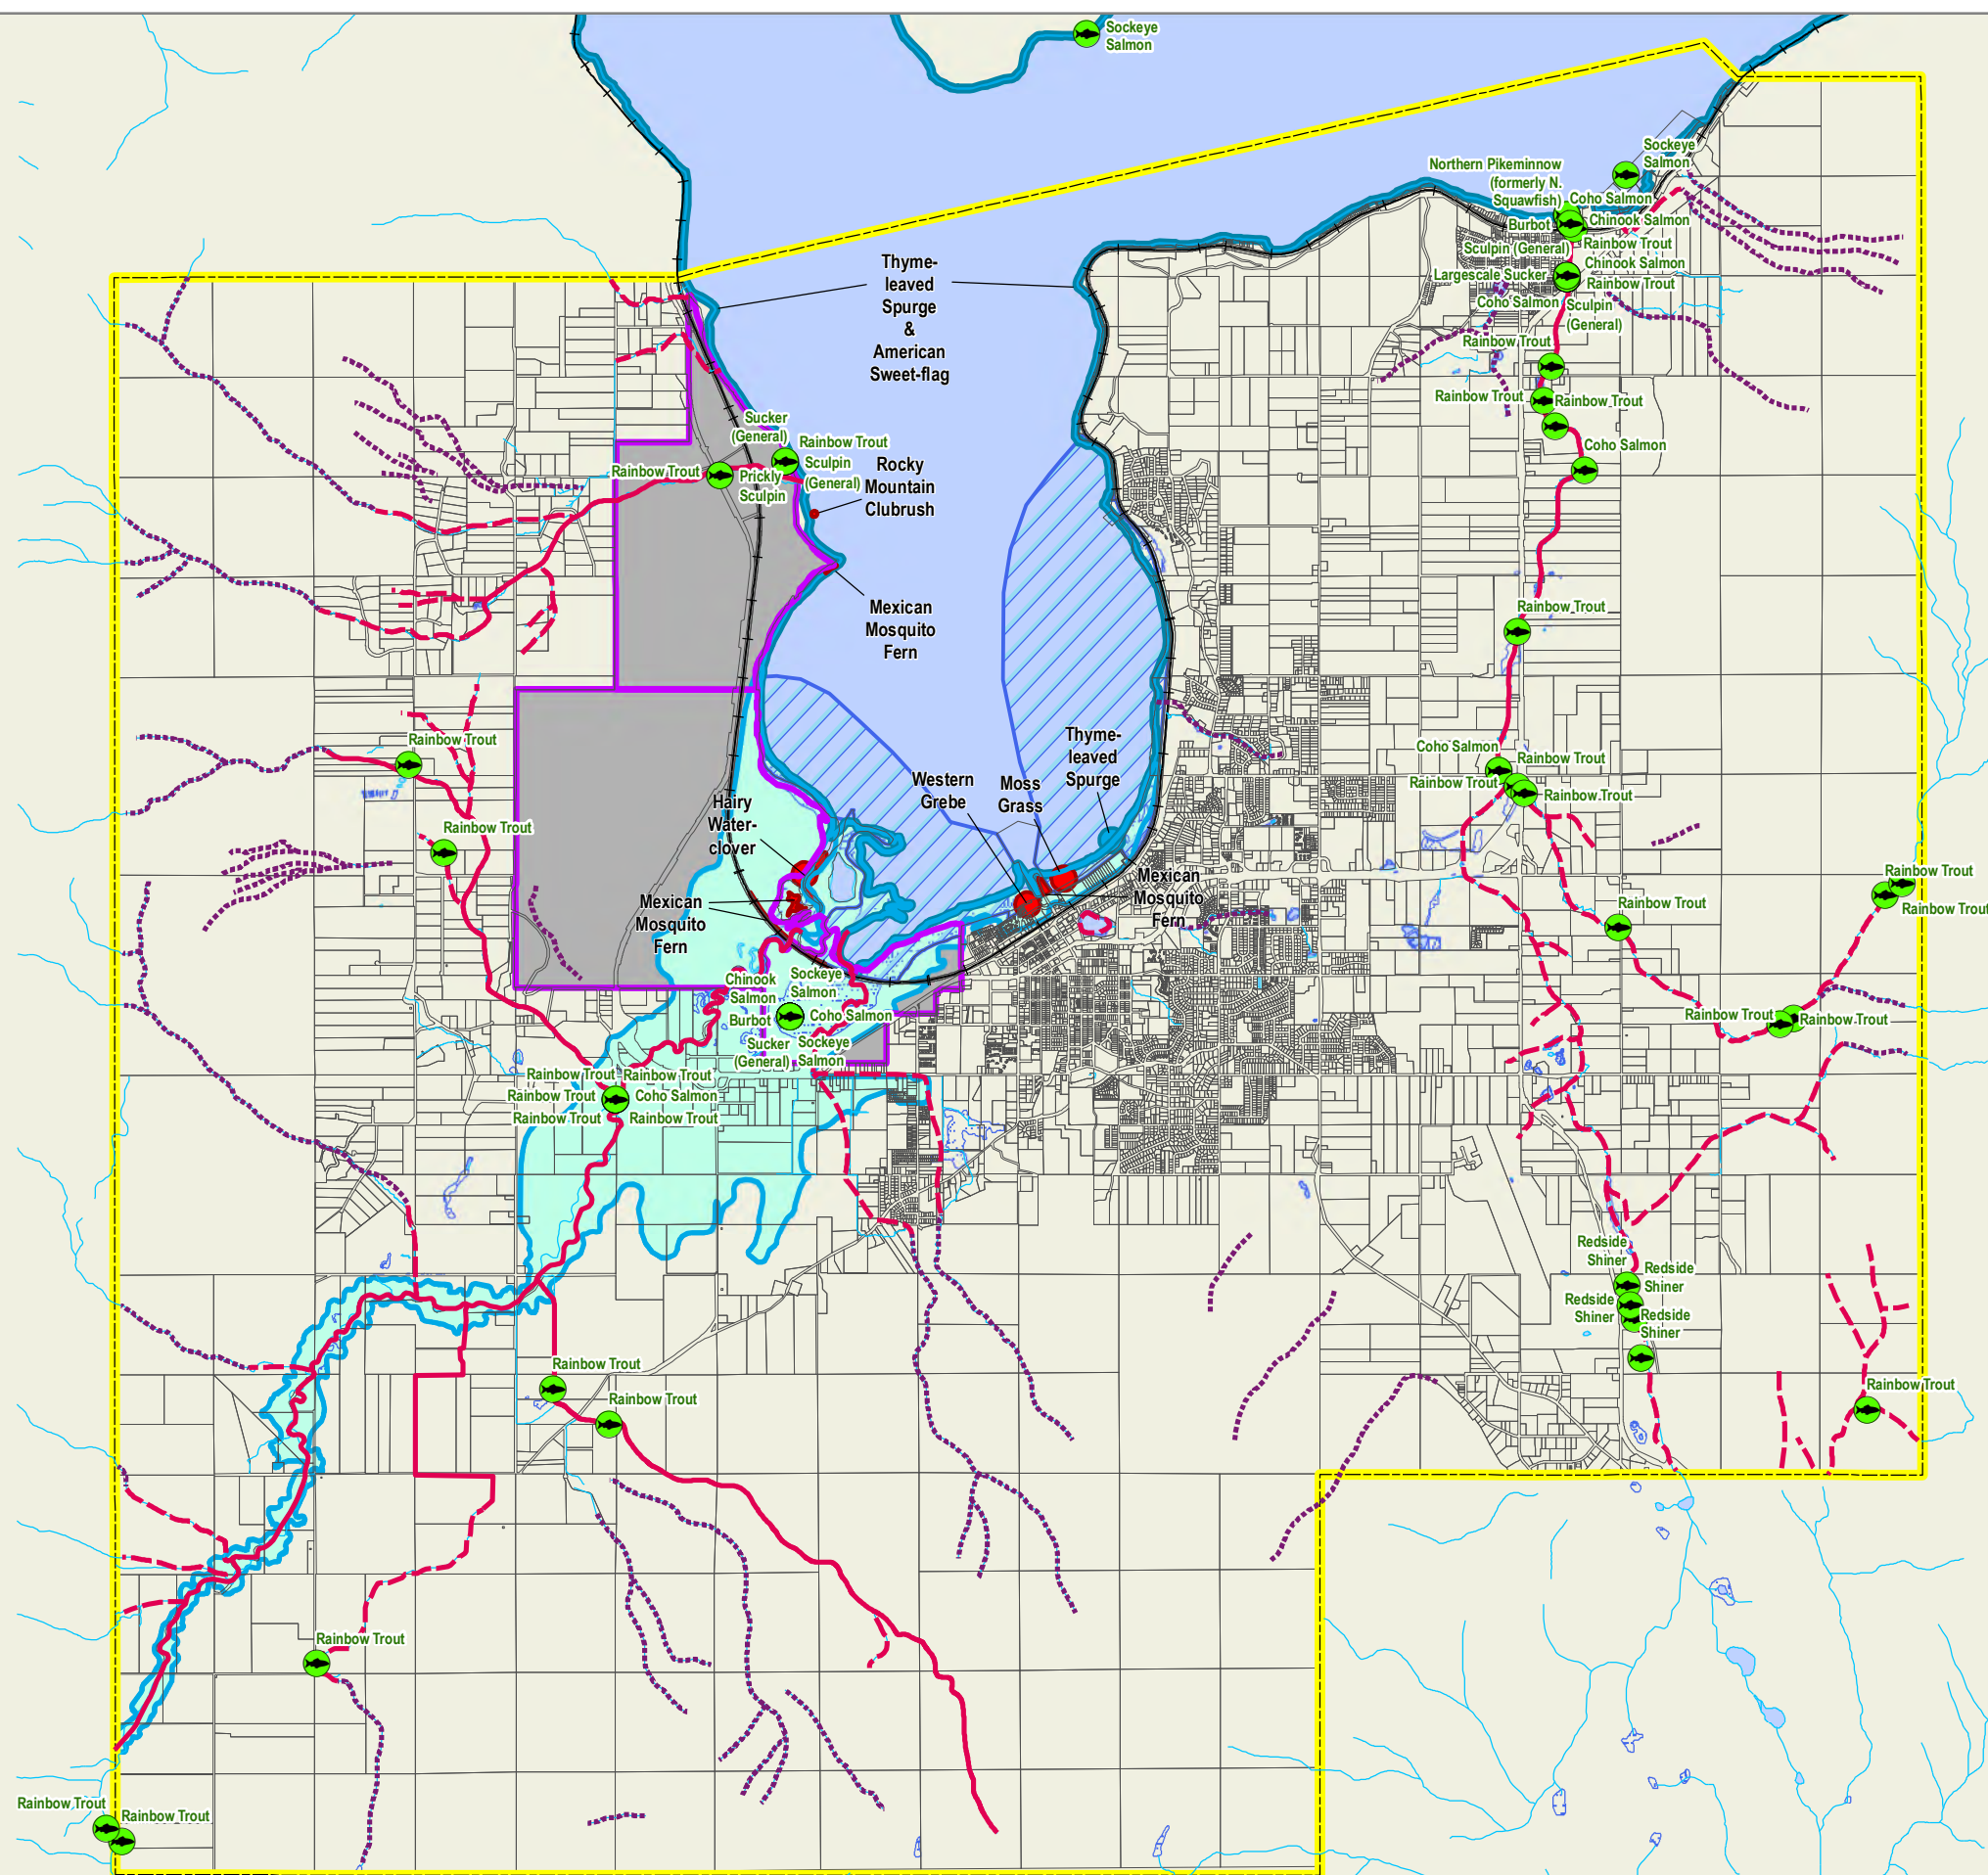 Sockeye
Salmon
Sockeye
Salmon
Northern Pikeminnow
(formerly N.
Squawfish)
Coho Salmon
Burbot
Chinook Salmon
Sculpin (General)
Rainbow Trout
Chinook Salmon
Largescale Sucker
Rainbow Trout
Coho Salmon
Sculpin
(General)
Rainbow Trout
Rainbow Trout
Rainbow Trout
Coho Salmon
Thyme-
leaved
Spurge
&
American
Sweet-flag
Sucker
(General)
Rainbow Trout
Sculpin
(General)
Rainbow Trout
Prickly
Sculpin
Rocky
Mountain
Clubrush
Mexican
Mosquito
Fern
Rainbow Trout
Rainbow Trout
Rainbow Trout
Thyme-
leaved
Spurge
Western
Grebe
Moss
Grass
Hairy
Water-
clover
Mexican
Mosquito
Fern
Mexican
Mosquito
Fern
Coho Salmon
Rainbow Trout
Rainbow Trout
Rainbow Trout
Rainbow Trout
Rainbow Trout
Rainbow Trout
Rainbow Trout
Rainbow Trout
Chinook
Salmon
Sockeye
Salmon
Burbot
Coho Salmon
Sucker
(General)
Sockeye
Salmon
Rainbow Trout
Rainbow Trout
Rainbow Trout
Coho Salmon
Rainbow Trout
Rainbow Trout
Redside
Shiner
Redside
Shiner
Redside
Shiner
Redside
Shiner
Rainbow Trout
Rainbow Trout
Rainbow Trout
Rainbow Trout
Rainbow Trout
Rainbow Trout